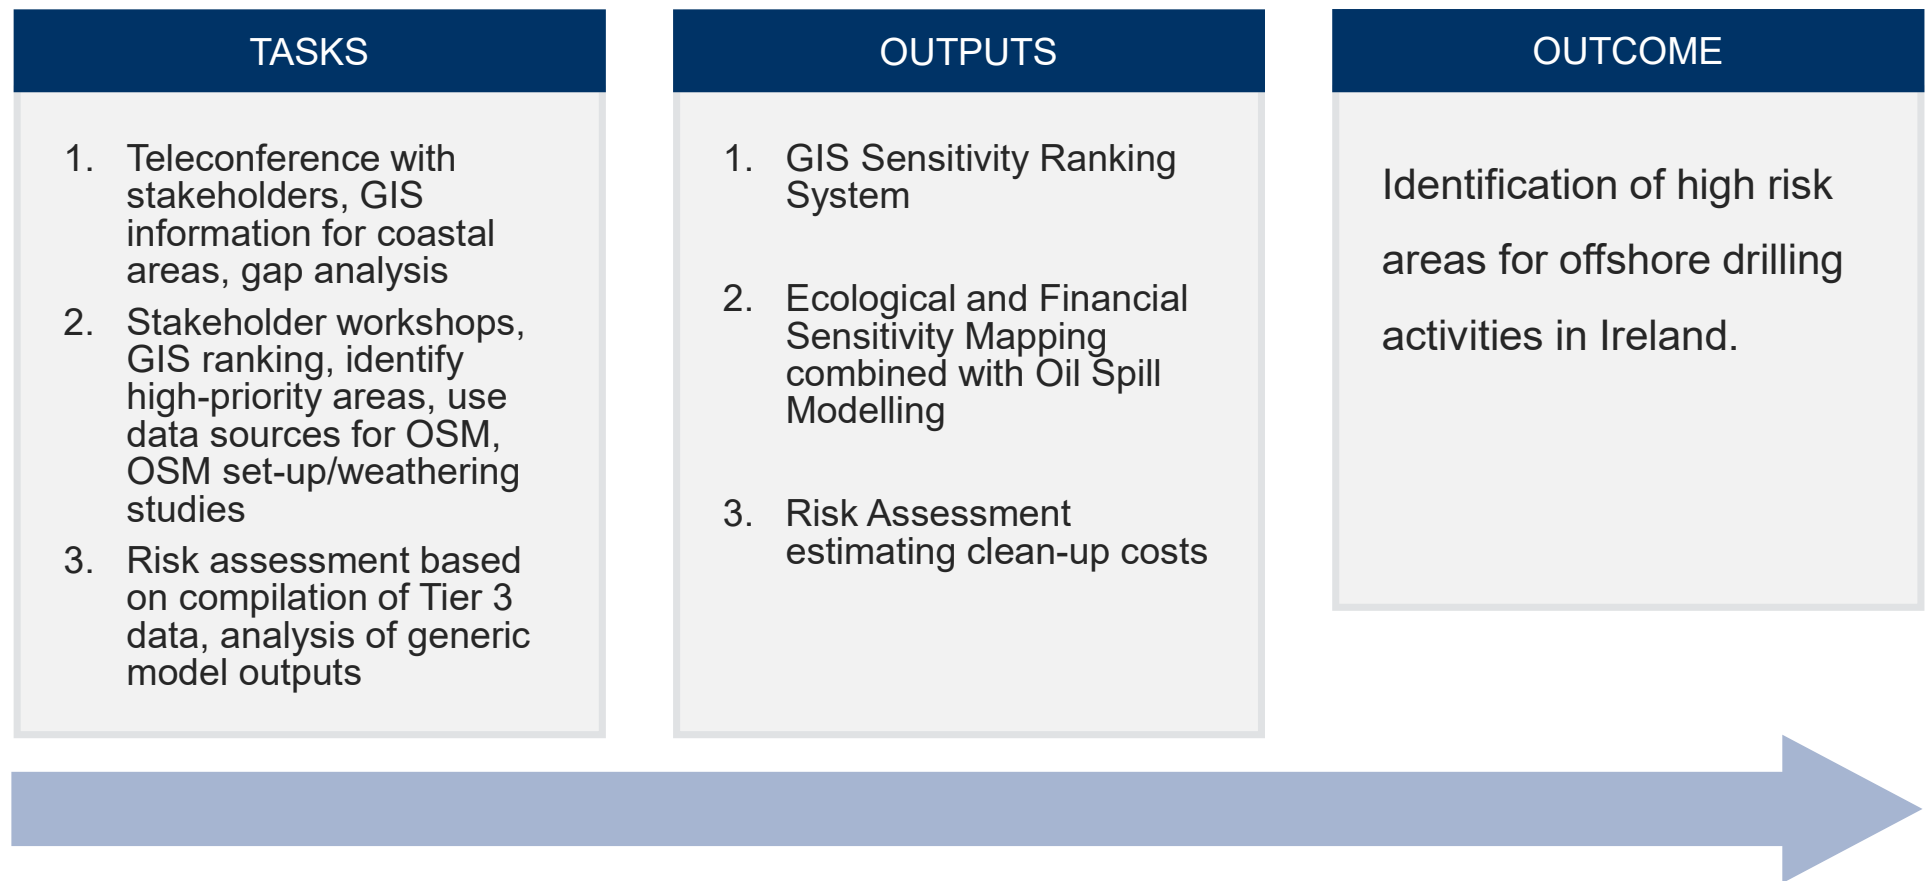 TASKS
1. Teleconference with
stakeholders, GIS
information for coastal
areas, gap analysis
2. Stakeholder workshops,
GIS ranking, identify
high-priority areas, use
data sources for OSM,
OSM set-up/weathering
studies
3. Risk assessment based
on compilation of Tier 3
data, analysis of generic
model outputs
OUTPUTS
1. GIS Sensitivity Ranking
System
2. Ecological and Financial
Sensitivity Mapping
combined with Oil Spill
Modelling
3. Risk Assessment
estimating clean-up costs
OUTCOME
Identification of high risk
areas for offshore drilling
activities in Ireland.